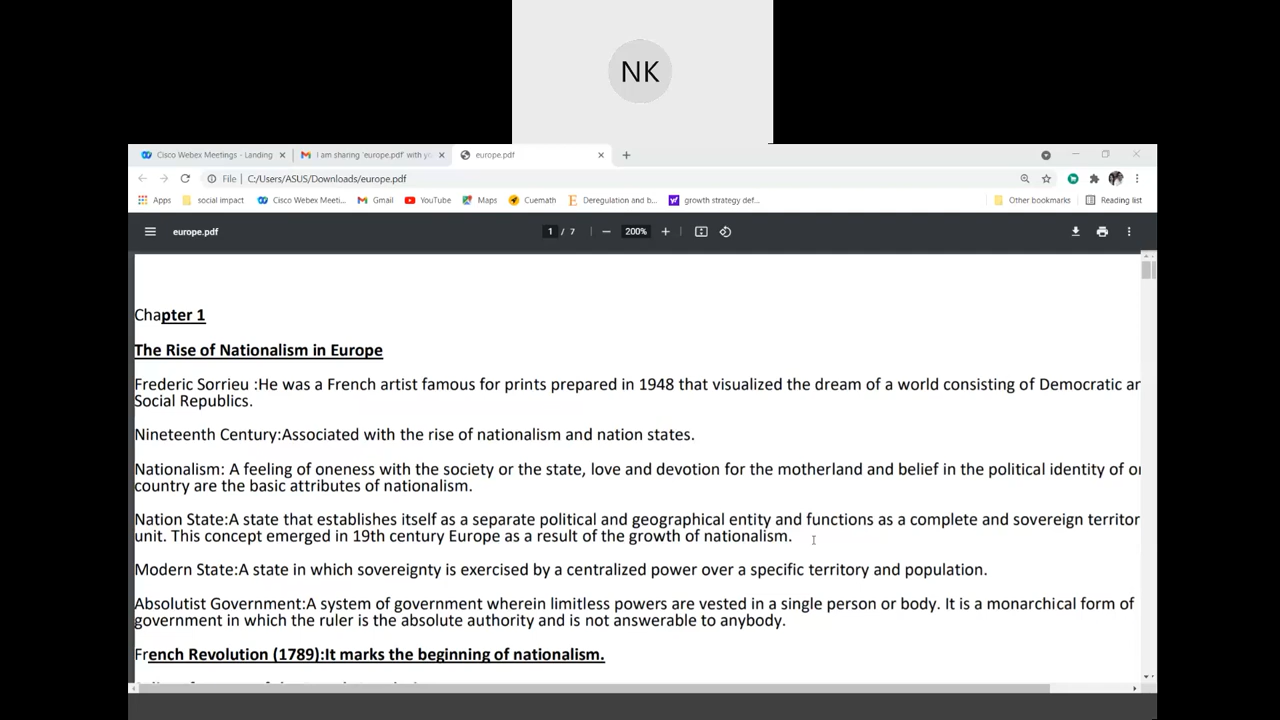 NK
Cisco Webex Meetings - Landing
I am sharing 'europe.pdf' with y
europe.pdf
File
C:/Users/ASUS/Downloads/europe.pdf
Apps
social impact
Cisco Webex Meeti...
Gmail
YouTube
Maps
Cuemath
Deregulation and b...
growth strategy def...
Other bookmarks
Reading list
europe.pdf
1 / 7
200%
Chapter 1
The Rise of Nationalism in Europe
Frederic Sorrieu :He was a French artist famous for prints prepared in 1948 that visualized the dream of a world consisting of Democratic
Social Republics.
Nineteenth Century:Associated with the rise of nationalism and nation states.
Nationalism: A feeling of oneness with the society or the state, love and devotion for the motherland and belief in the political identity of
country are the basic attributes of nationalism.
Nation State:A state that establishes itself as a separate political and geographical entity and functions as a complete and sovereign territor
unit. This concept emerged in 19th century Europe as a result of the growth of nationalism.
Modern State:A state in which sovereignty is exercised by a centralized power over a specific territory and population.
Absolutist Government:A system of government wherein limitless powers are vested in a single person or body. It is a monarchical form of
government in which the ruler is the absolute authority and is not answerable to anybody.
French Revolution (1789):It marks the beginning of nationalism.